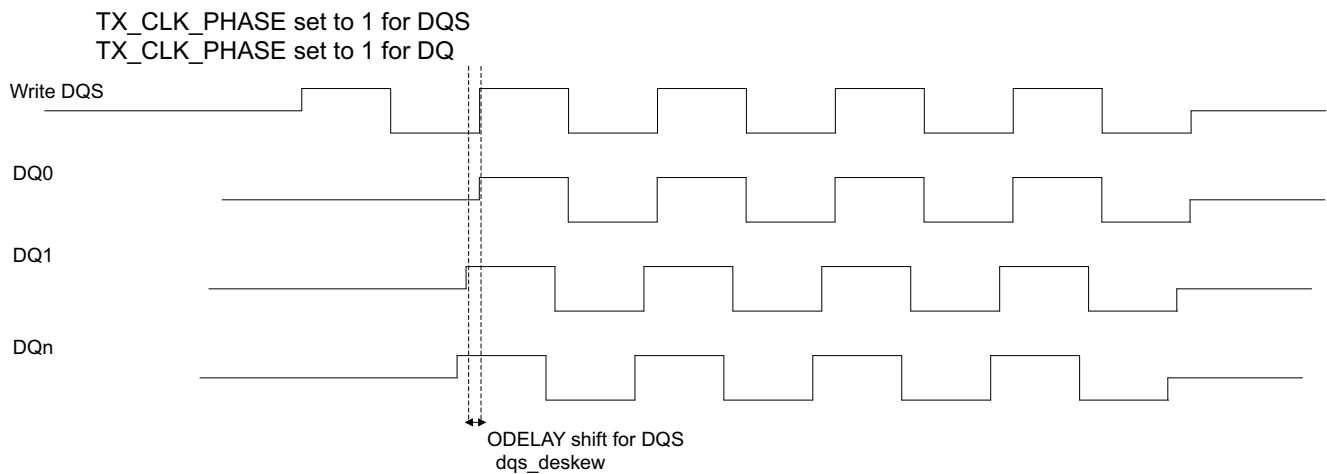 TX_CLK_PHASE set to 1 for DQS
TX_CLK_PHASE set to 1 for DQ
Write DQS
DQ0
DQ1
DQn
ODELAY shift for DQS
dqs_deskew